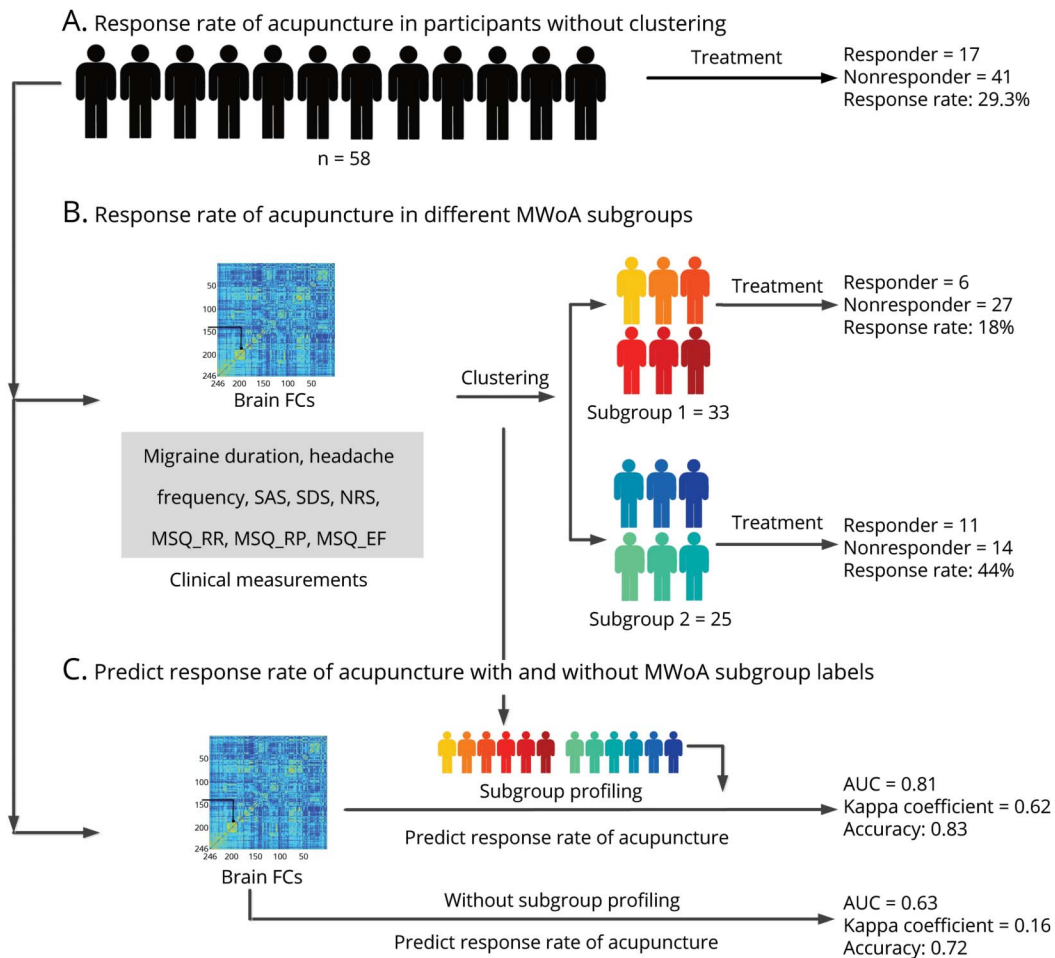 A. Response rate of acupuncture in participants without clustering
Treatment
Responder = 17
Nonresponder = 41
Response rate: 29.3%
n = 58
B. Response rate of acupuncture in different MWoA subgroups
50
100
150
200
246
246 200 150 100 50
Brain FCs
Migraine duration, headache
frequency, SAS, SDS, NRS,
MSQ_RR, MSQ_RP, MSQ_EF
Clinical measurements
Clustering
Subgroup 1 = 33
Treatment
Responder = 6
Nonresponder = 27
Response rate: 18%
Subgroup 2 = 25
Treatment
Responder = 11
Nonresponder = 14
Response rate: 44%
C. Predict response rate of acupuncture with and without MWoA subgroup labels
50
100
150
200
246
246 200 150 100 50
Brain FCs
Subgroup profiling
Predict response rate of acupuncture
AUC = 0.81
Kappa coefficient = 0.62
Accuracy: 0.83
Without subgroup profiling
Predict response rate of acupuncture
AUC = 0.63
Kappa coefficient = 0.16
Accuracy: 0.72